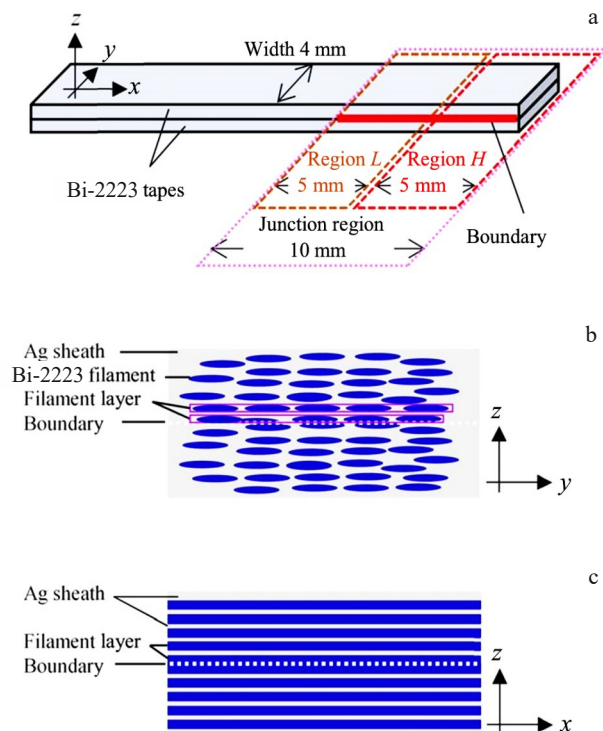 a
z
y
x
Width 4 mm
Bi-2223 tapes
Region L
Region H
5 mm
5 mm
Junction region
10 mm
Boundary
b
Ag sheath
Bi-2223 filament
Filament layer
Boundary
z
y
c
Ag sheath
Filament layer
Boundary
z
x